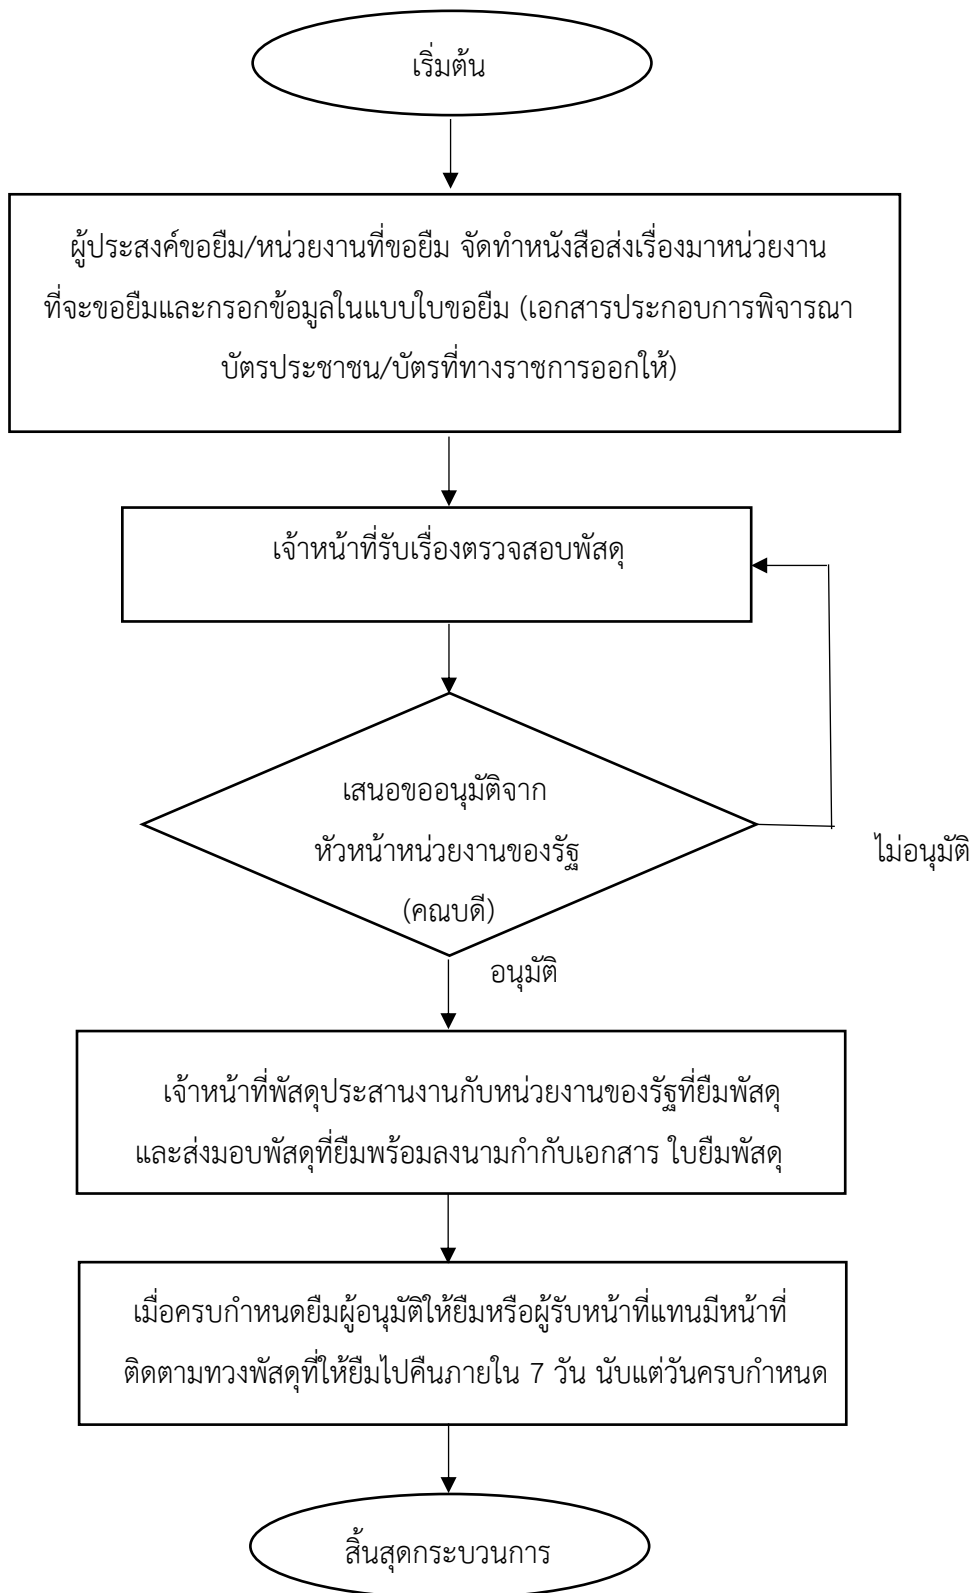 เริ่มต้น
ผู้ประสงค์ขอยืม/หน่วยงานที่ขอยืม จัดทำหนังสือส่งเรื่องมาหน่วยงาน
ที่จะขอยืมและกรอกข้อมูลในแบบใบขอยืม (เอกสารประกอบการพิจารณา
บัตรประชาชน/บัตรที่ทางราชการออกให้)
เจ้าหน้าที่รับเรื่องตรวจสอบพัสดุ
เสนอขออนุมัติจาก
หัวหน้าหน่วยงานของรัฐ
(คณบดี)
ไม่อนุมัติ
อนุมัติ
เจ้าหน้าที่พัสดุประสานงานกับหน่วยงานของรัฐที่ยืมพัสดุ
และส่งมอบพัสดุที่ยืมพร้อมลงนามกำกับเอกสาร ใบยืมพัสดุ
เมื่อครบกำหนดยืมผู้อนุมัติให้ยืมหรือผู้รับหน้าที่แทนมีหน้าที่
ติดตามทวงพัสดุที่ให้ยืมไปคืนภายใน 7 วัน นับแต่วันครบกำหนด
สิ้นสุดกระบวนการ